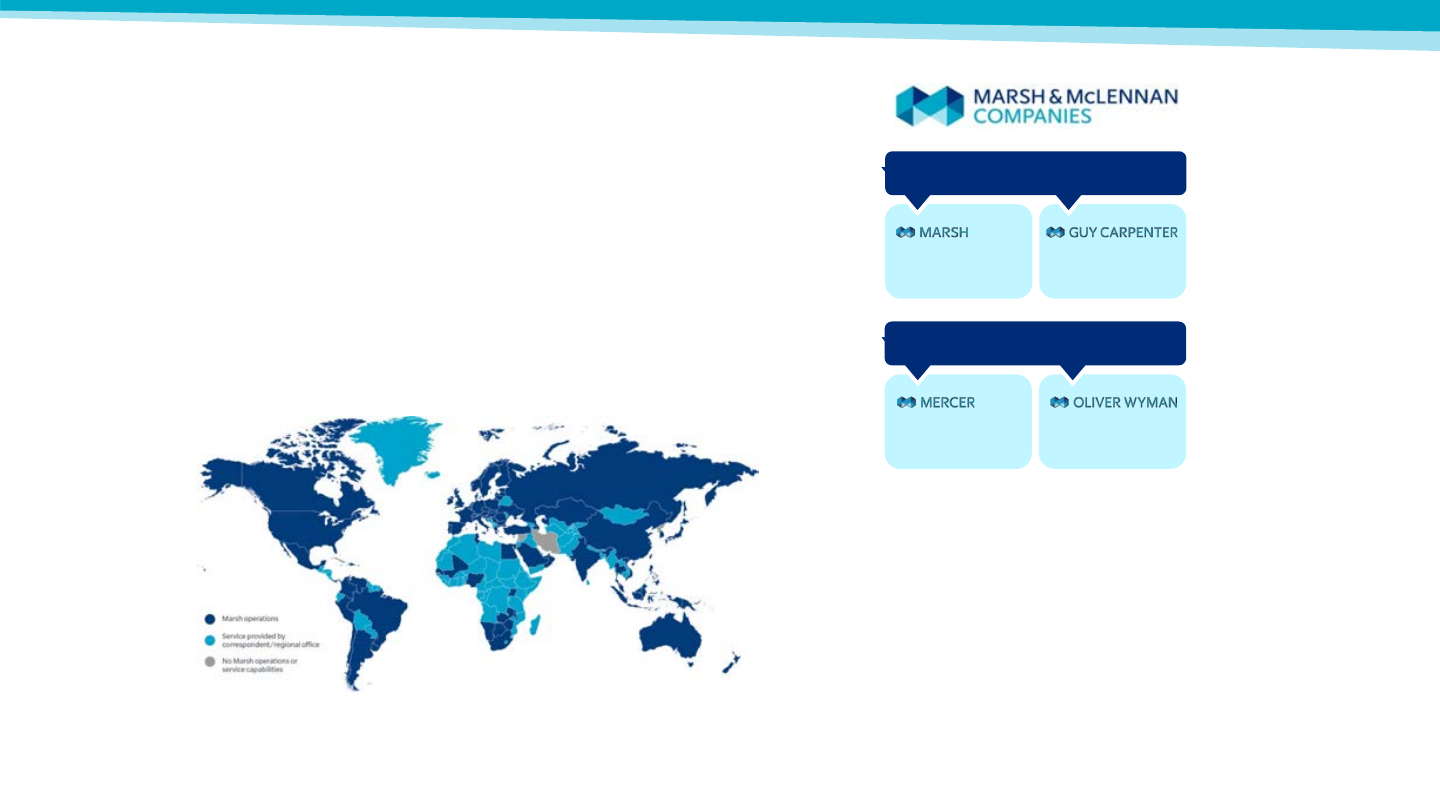 MARSH & McLENNAN
COMPANIES
MARSH
GUY CARPENTER
MERCER
OLIVER WYMAN
Marsh operations
Service provided by
correspondent/regional office
No Marsh operations or
service capabilities